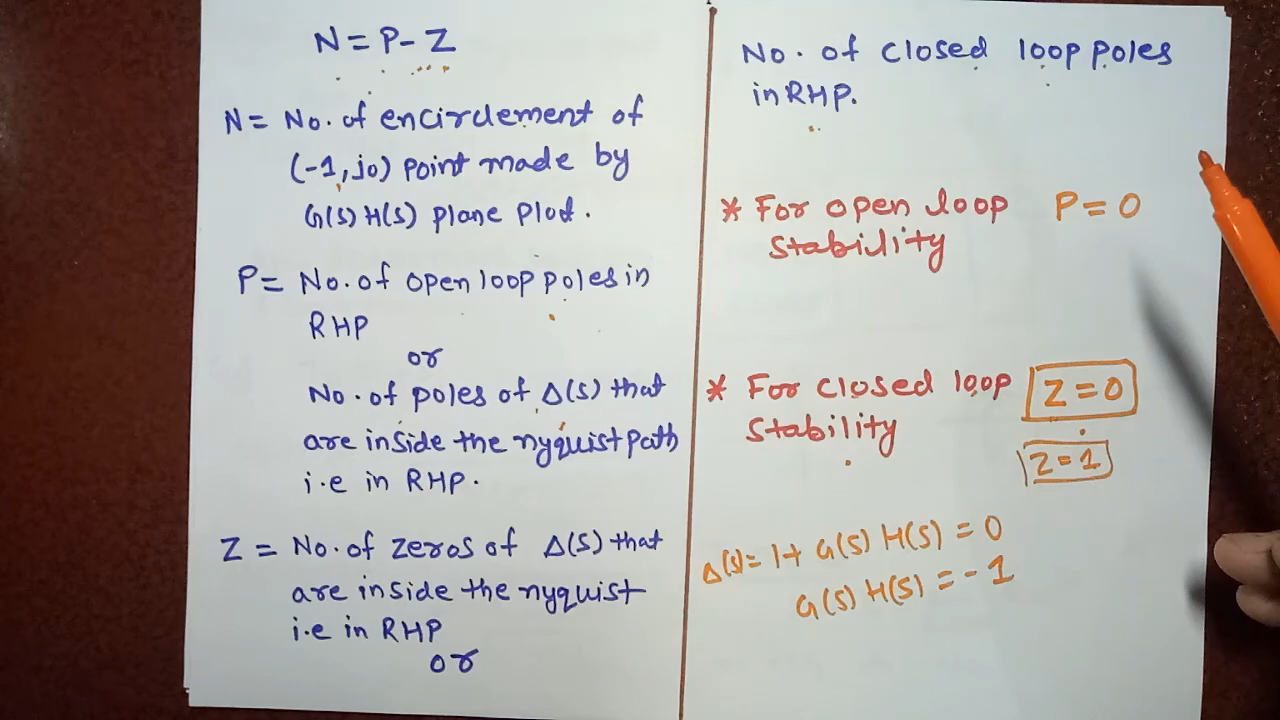 N = P - Z
N = No. of encirclement of
(-1, j0) point made by
G(s) H(s) plane plot.
P = No. of open loop poles in
RHP
or
No. of poles of Δ(s) that
are inside the nyquist path
i.e in RHP.
Z = No. of zeros of Δ(s) that
are inside the nyquist
i.e in RHP
or
No. of closed loop poles
in RHP.
* For open loop P = 0
stability
* For closed loop Z = 0
stability
Z = 1
Δ(s) = 1 + G(s) H(s) = 0
G(s) H(s) = - 1